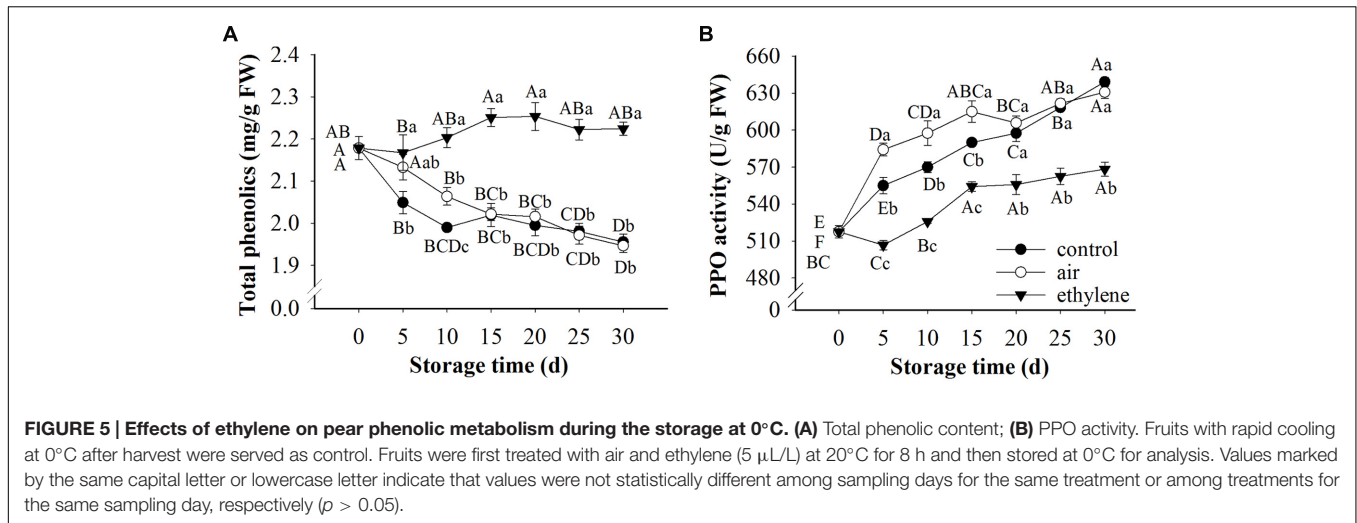 A
B
Total phenolics (mg/g FW)
2.4
2.3
2.2
2.1
2.0
1.9
0.0
AB
A
A
Ba
ABa
Aa
Aa
ABa
ABa
Aab
Bb
BCb
BCb
CDb
Db
Bb
BCDc
BCb
BCDb
CDb
Db
0 5 10 15 20 25 30
Storage time (d)
PPO activity (U/g FW)
660
630
600
570
540
510
480
0
E
F
BC
Da
CDa
ABCa
BCa
ABa
Aa
Eb
Db
Cb
Ca
Ba
Aa
Cc
Bc
Ac
Ab
Ab
Ab
control
air
ethylene
0 5 10 15 20 25 30
Storage time (d)
FIGURE 5 | Effects of ethylene on pear phenolic metabolism during the storage at 0°C. (A) Total phenolic content; (B) PPO activity. Fruits with rapid cooling
at 0°C after harvest were served as control. Fruits were first treated with air and ethylene (5 μL/L) at 20°C for 8 h and then stored at 0°C for analysis. Values marked
by the same capital letter or lowercase letter indicate that values were not statistically different among sampling days for the same treatment or among treatments for
the same sampling day, respectively (p > 0.05).